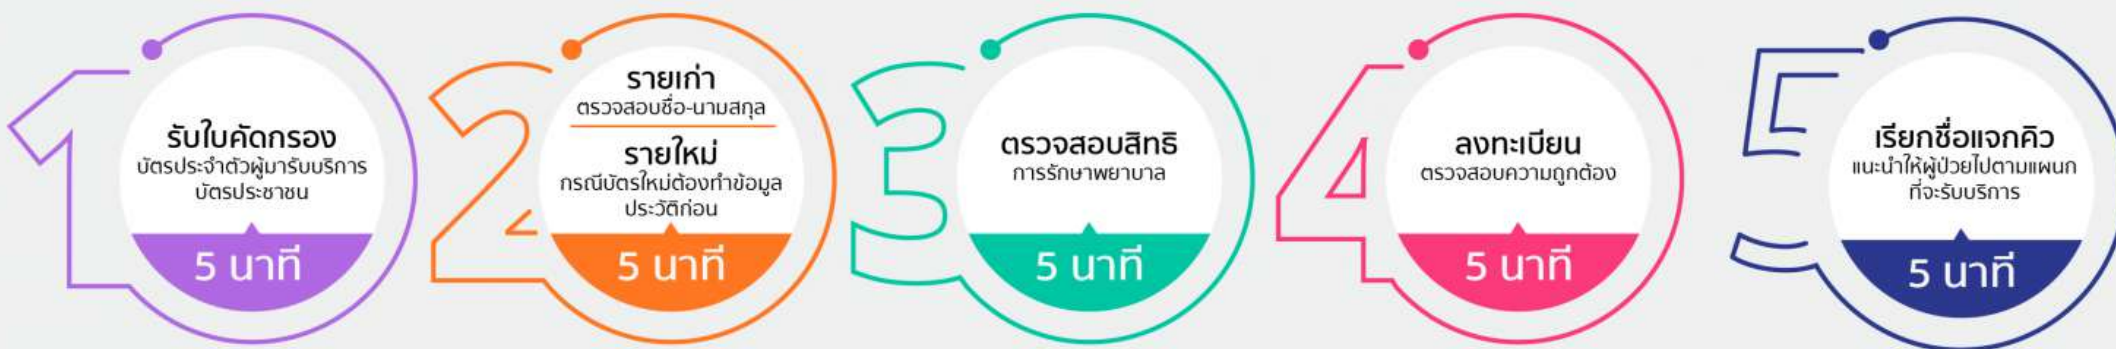 1
รับใบคัดกรอง
บัตรประจำตัวผู้มารับบริการ
บัตรประชาชน
5 นาที
2
รายเก่า
ตรวจสอบชื่อ-นามสกุล
รายใหม่
กรณีบัตรใหม่ต้องทำข้อมูล
ประวัติก่อน
5 นาที
3
ตรวจสอบสิทธิ
การรักษาพยาบาล
5 นาที
4
ลงทะเบียน
ตรวจสอบความถูกต้อง
5 นาที
5
เรียกชื่อแจกคิว
แนะนำให้ผู้ป่วยไปตามแผนก
ที่จะรับบริการ
5 นาที